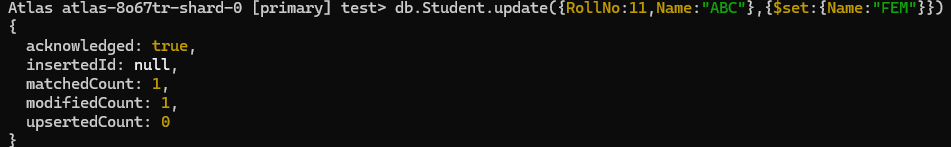 Atlas atlas-8o67tr-shard-0 [primary] test> db.Student.update({RollNo:11,Name:"ABC"},{$set:{Name:"FEM"}})
{
  acknowledged: true,
  insertedId: null,
  matchedCount: 1,
  modifiedCount: 1,
  upsertedCount: 0
}